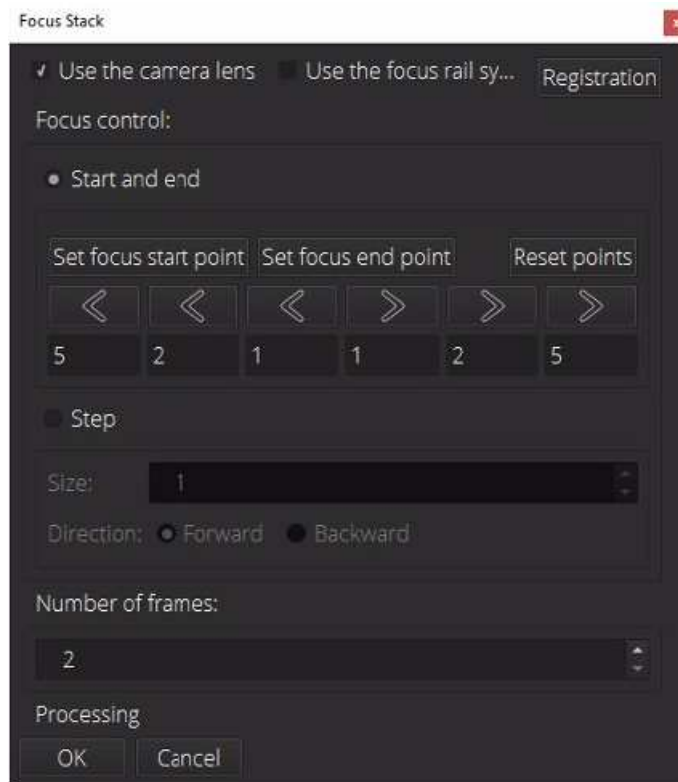 Focus Stack
Use the camera lens Use the focus rail sy... Registration
Focus control:
Start and end
Set focus start point Set focus end point Reset points
5 2 1 1 2 5
Step
Size: 1
Direction: Forward Backward
Number of frames:
2
Processing
OK Cancel